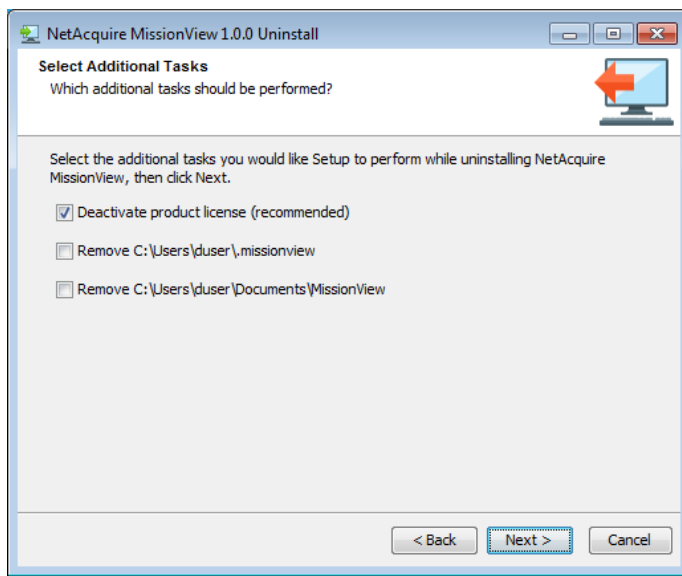 NetAcquire MissionView 1.0.0 Uninstall
Select Additional Tasks
Which additional tasks should be performed?
Select the additional tasks you would like Setup to perform while uninstalling NetAcquire
MissionView, then click Next.
Deactivate product license (recommended)
Remove C:\Users\duser\.missionview
Remove C:\Users\duser\Documents\MissionView
< Back
Next >
Cancel